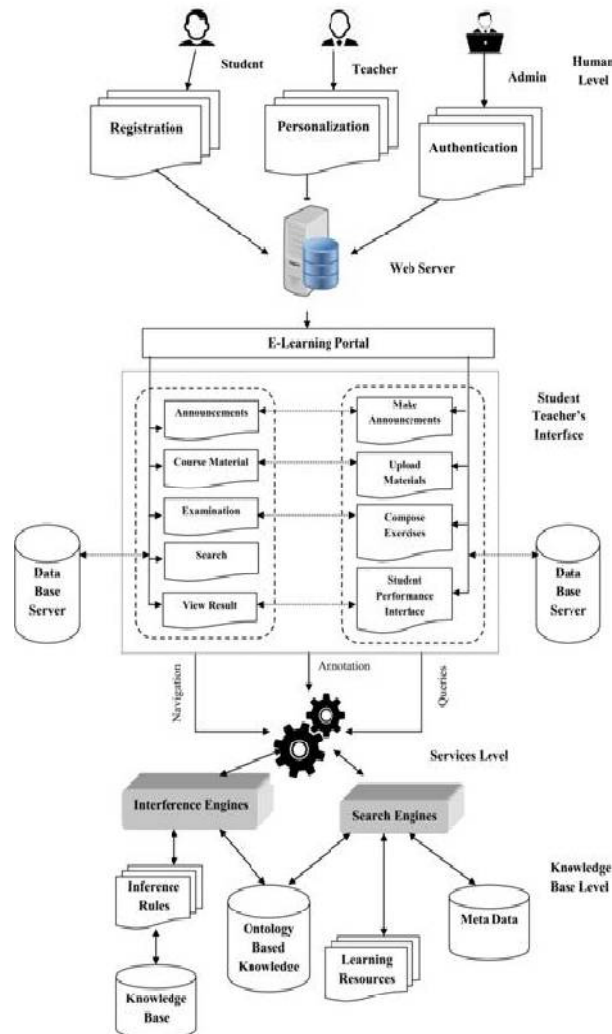 Student
Teacher
Admin
Human
Level
Registration
Personalization
Authentication
Web Server
E-Learning Portal
Student
Teacher's
Interface
Announcements
Make
Announcements
Course Material
Upload
Materials
Examination
Compose
Exercises
Search
Data
Base
Server
Data
Base
Server
View Result
Student
Performance
Interface
Navigation
Annotation
Queries
Services Level
Interference Engines
Search Engines
Knowledge
Base Level
Inference
Rules
Ontology
Based
Knowledge
Learning
Resources
Meta Data
Knowledge
Base